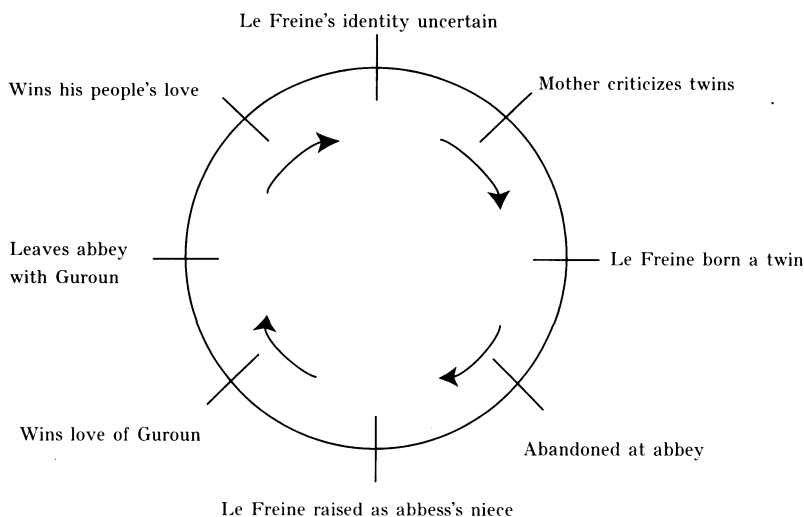 Le Freine's identity uncertain
Mother criticizes twins
Le Freine born a twin
Abandoned at abbey
Le Freine raised as abbess's niece
Wins love of Guroun
Leaves abbey
with Guroun
Wins his people's love